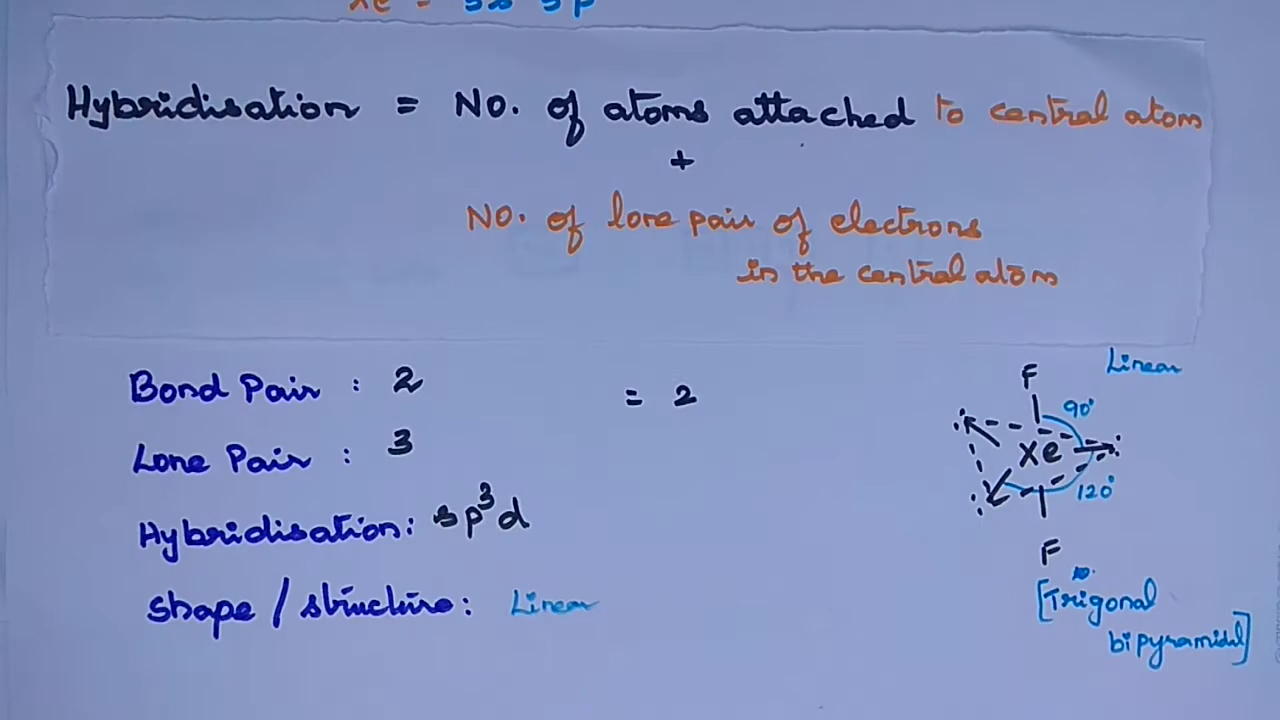 Hybridisation = No. of atoms attached to central atom
+
No. of lone pair of electrons
in the central atom
Bond Pair : 2 = 2
Lone Pair : 3
Hybridisation: sp³d
Shape / structure: Linear
Linear
F
90°
Xe
120°
F
[Trigonal
bipyramidal]